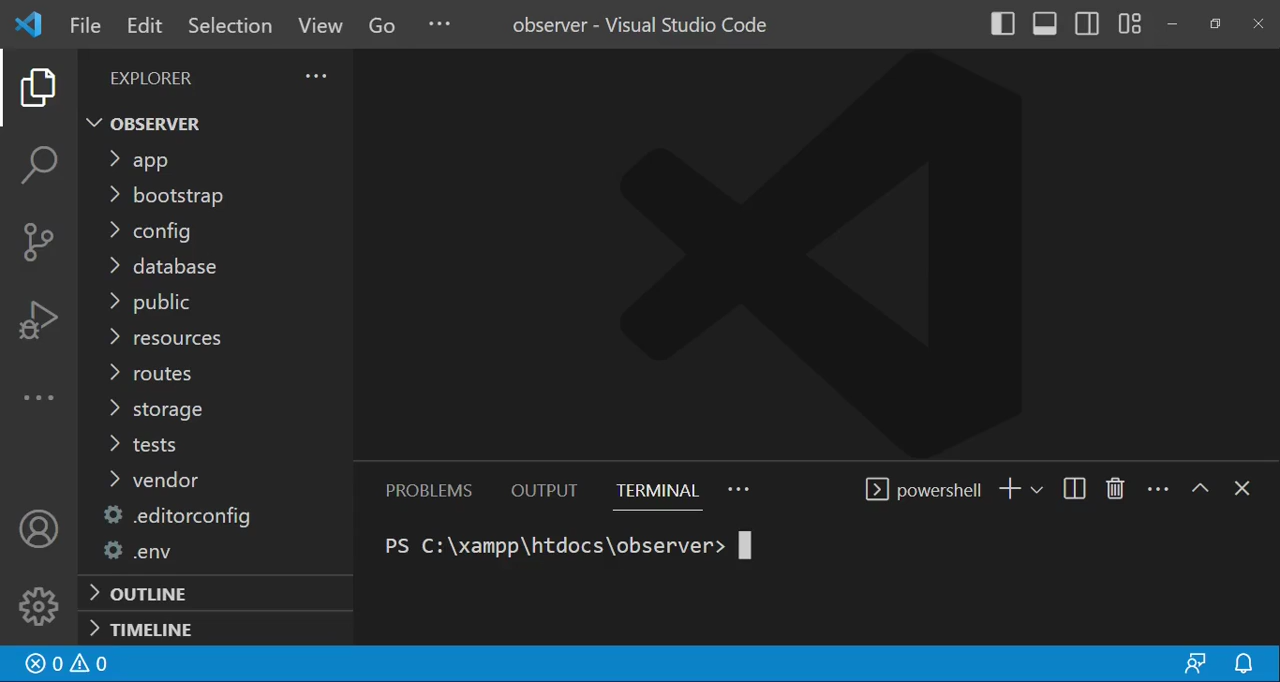 File Edit Selection View Go ··· observer - Visual Studio Code
EXPLORER ···
OBSERVER
app
bootstrap
config
database
public
resources
routes
storage
tests
vendor
.editorconfig
.env
OUTLINE
TIMELINE
PROBLEMS OUTPUT TERMINAL ··· powershell ···
PS C:\xampp\htdocs\observer>
0 0